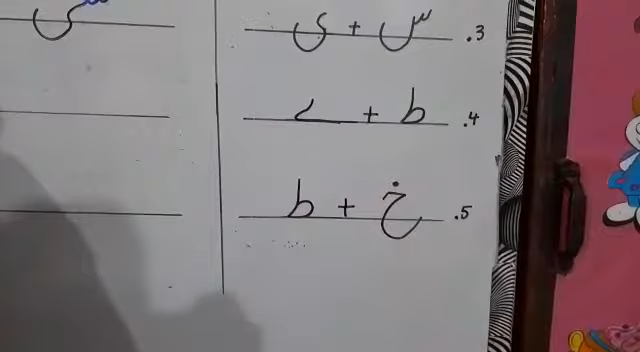 3. س + ى
4. ط +
5. خ + ط